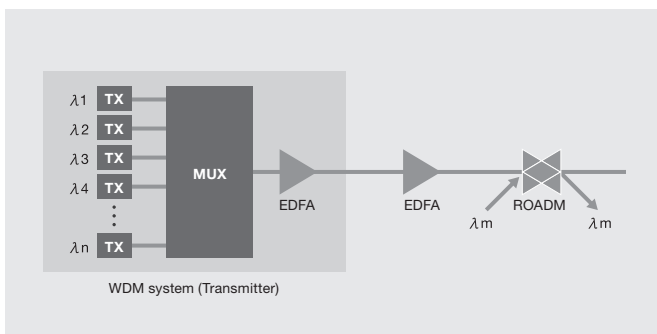 λ1 TX
λ2 TX
λ3 TX
λ4 TX
λn TX
MUX
EDFA
EDFA
ROADM
λm
λm
WDM system (Transmitter)